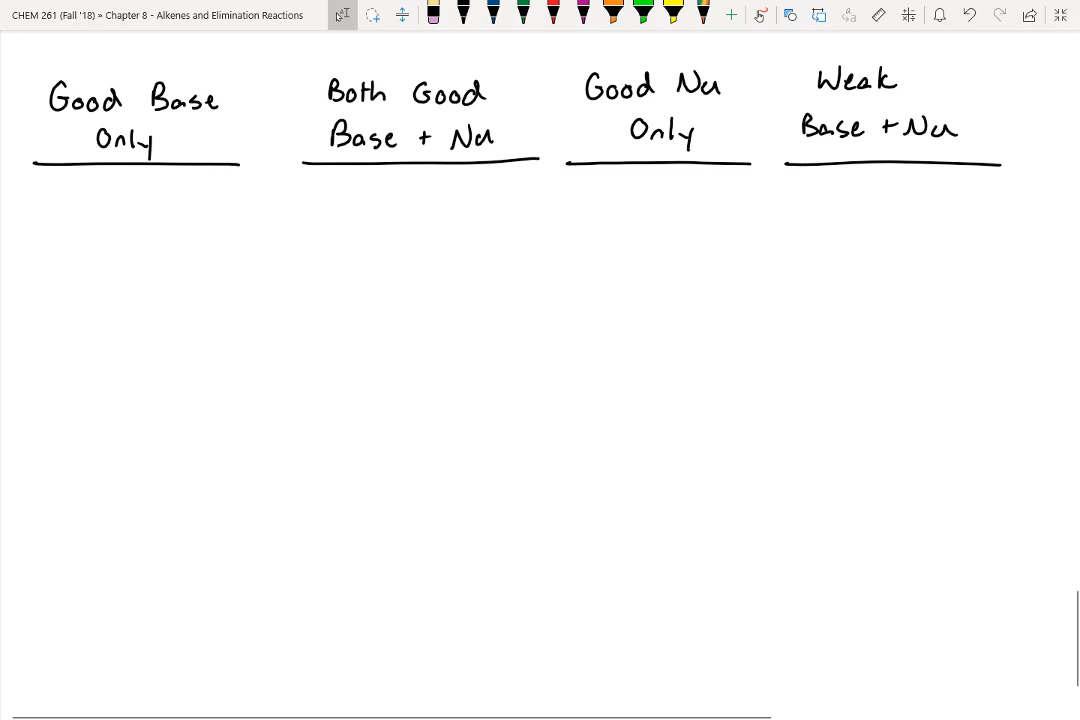 CHEM 261 (Fall '18) » Chapter 8 - Alkenes and Elimination Reactions
Good Base
Only
Both Good
Base + Nu
Good Nu
Only
Weak
Base + Nu